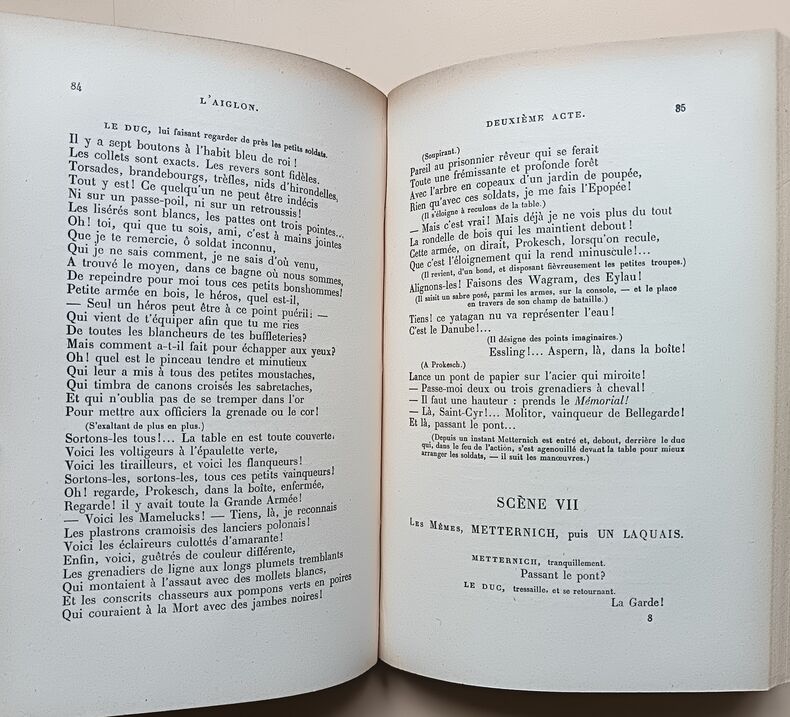 84
L'AIGLON.
LE DUC, lui faisant regarder de près les petits soldats.
Il y a sept boutons à l'habit bleu de roi !
Les collets sont exacts. Les revers sont fidèles.
Torsades, brandebourgs, trèfles, nids d'hirondelles,
Tout y est ! Ce quelqu'un ne peut être indécis
Ni sur un passe-poil, ni sur un retroussis !
Les liserés sont blancs, les pattes ont trois pointes...
Oh ! toi, qui que tu sois, ami, c'est à mains jointes
Que je te remercie, ô soldat inconnu,
Qui je ne sais comment, je ne sais d'où venu,
A trouvé le moyen, dans ce bagne où nous sommes,
De repeindre pour moi tous ces petits bonshommes !
Petite armée en bois, le héros, quel est-il,
— Seul un héros peut être à ce point puéril ; —
Qui vient de t'équiper afin que tu me ries
De toutes les blancheurs de tes buffleteries ?
Mais comment a-t-il fait pour échapper aux yeux ?
Oh ! quel est le pinceau tendre et minutieux
Qui leur a mis à tous des petites moustaches,
Qui timbra de canons croisés les sabretaches,
Et qui n'oublia pas de se tremper dans l'or
Pour mettre aux officiers la grenade ou le cor !
(S'exaltant de plus en plus.)
Sortons-les tous !... La table en est toute couverte.
Voici les voltigeurs à l'épaulette verte,
Voici les tirailleurs, et voici les flanqueurs !
Sortons-les, sortons-les, tous ces petits vainqueurs !
Oh ! regarde, Prokesch, dans la boîte, enfermée,
Regarde ! il y avait toute la Grande Armée !
— Voici les Mamelucks ! — Tiens, là, je reconnais
Les plastrons cramoisis des lanciers polonais !
Voici les éclaireurs culottés d'amarante !
Enfin, voici, guêtrés de couleur différente,
Les grenadiers de ligne aux longs plumets tremblants
Qui montaient à l'assaut avec des mollets blancs,
Et les conscrits chasseurs aux pompons verts en poires
Qui couraient à la Mort avec des jambes noires !
DEUXIÈME ACTE.
85
(Soupirant.)
Pareil au prisonnier rêveur qui se ferait
Toute une frémissante et profonde forêt
Avec l'arbre en copeaux d'un jardin de poupée,
Rien qu'avec ces soldats, je me fais l'Epopée !
(Il s'éloigne à reculons de la table.)
— Mais c'est vrai ! Mais déjà je ne vois plus du tout
La rondelle de bois qui les maintient debout !
Cette armée, on dirait, Prokesch, lorsqu'on recule,
Que c'est l'éloignement qui la rend minuscule !...
(Il revient, d'un bond, et disposant fièvreusement les petites troupes.)
Alignons-les ! Faisons des Wagram, des Eylau !
(Il saisit un sabre posé, parmi les armes, sur la console, — et le place
en travers de son champ de bataille.)
Tiens ! ce yatagan nu va représenter l'eau !
C'est le Danube !...
(Il désigne des points imaginaires.)
Essling !... Aspern, là, dans la boîte !
(A Prokesch.)
Lance un pont de papier sur l'acier qui miroite !
— Passe-moi deux ou trois grenadiers à cheval !
— Il faut une hauteur : prends le Mémorial !
— Là, Saint-Cyr !... Molitor, vainqueur de Bellegarde !
Et là, passant le pont...
(Depuis un instant Metternich est entré et, debout, derrière le duc
qui, dans le feu de l'action, s'est agenouillé devant la table pour mieux
arranger les soldats, — il suit les manœuvres.)
SCÈNE VII
LES MÊMES, METTERNICH, puis UN LAQUAIS.
METTERNICH, tranquillement.
Passant le pont ?
LE DUC, tressaille, et se retournant.
La Garde !
8